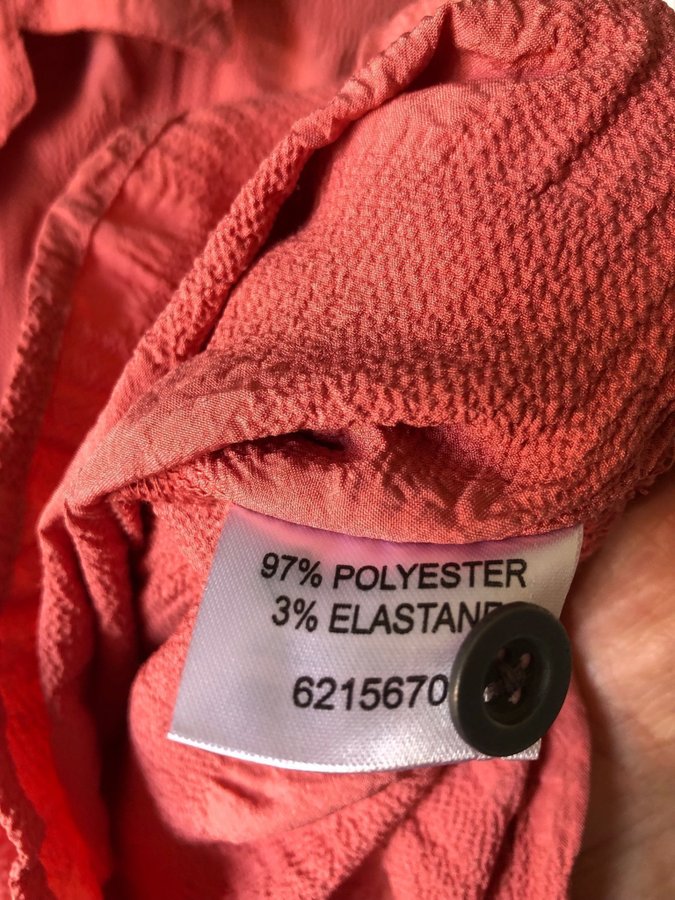 97% POLYESTER
3% ELASTANE
6215670